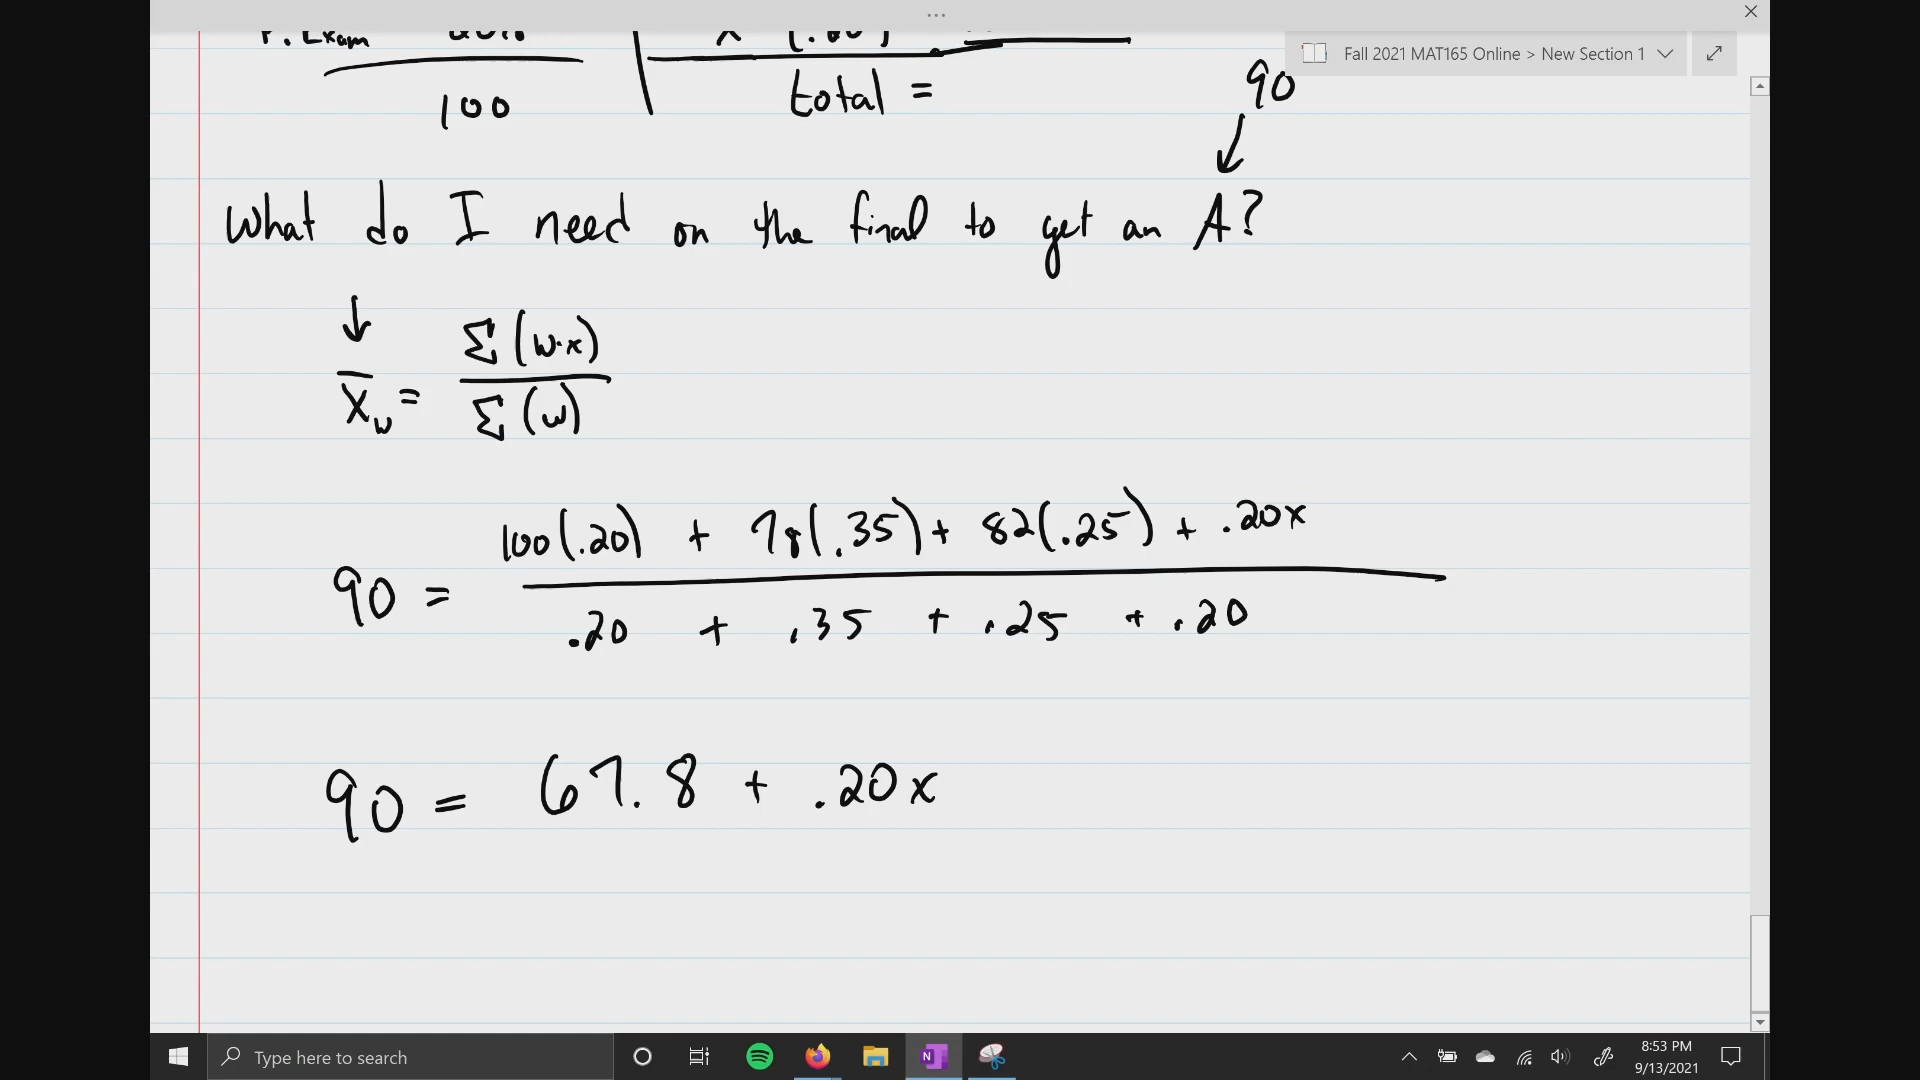 ...
Fall 2021 MAT165 Online > New Section 1
F. Exam
100
total =
90
What do I need on the final to get an A?
x̄w = Σ(w·x) / Σ(w)
90 = 100(.20) + 78(.35) + 82(.25) + .20x
.20 + .35 + .25 + .20
90 = 67.8 + .20x
Type here to search
8:53 PM
9/13/2021